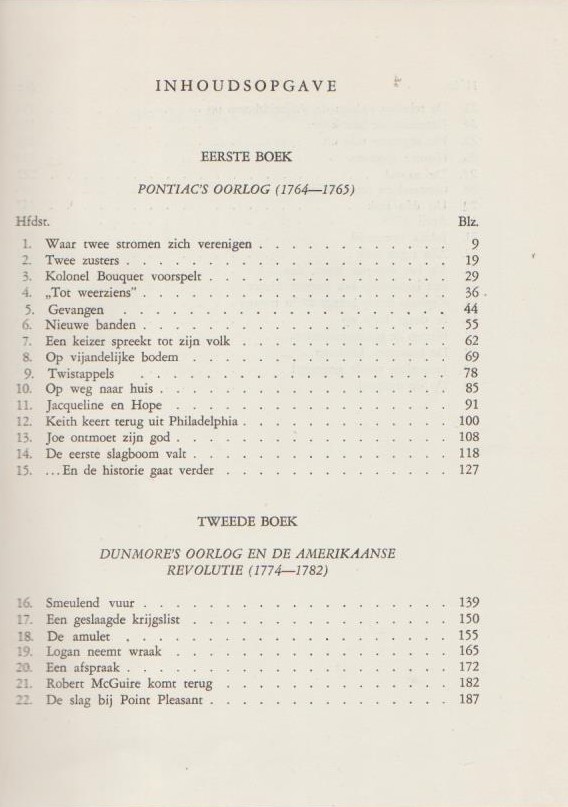 INHOUDSOPGAVE
EERSTE BOEK
PONTIAC'S OORLOG (1764—1765)
Hfdst. Blz.
1. Waar twee stromen zich verenigen . . . . . . . . . . . . 9
2. Twee zusters . . . . . . . . . . . . . . . . . . . . 19
3. Kolonel Bouquet voorspelt . . . . . . . . . . . . . . . 29
4. „Tot weerziens” . . . . . . . . . . . . . . . . . . . 36
5. Gevangen . . . . . . . . . . . . . . . . . . . . 44
6. Nieuwe banden . . . . . . . . . . . . . . . . . . . 55
7. Een keizer spreekt tot zijn volk . . . . . . . . . . . . . 62
8. Op vijandelijke bodem . . . . . . . . . . . . . . . . 69
9. Twistappels . . . . . . . . . . . . . . . . . . . 78
10. Op weg naar huis . . . . . . . . . . . . . . . . . . 85
11. Jacqueline en Hope . . . . . . . . . . . . . . . . . 91
12. Keith keert terug uit Philadelphia . . . . . . . . . . . . . 100
13. Joe ontmoet zijn god . . . . . . . . . . . . . . . . . 108
14. De eerste slagboom valt . . . . . . . . . . . . . . . . 118
15. ...En de historie gaat verder . . . . . . . . . . . . . . 127
TWEEDE BOEK
DUNMORE'S OORLOG EN DE AMERIKAANSE
REVOLUTIE (1774—1782)
16. Smeulend vuur . . . . . . . . . . . . . . . . . . . 139
17. Een geslaagde krijgslist . . . . . . . . . . . . . . . . 150
18. De amulet . . . . . . . . . . . . . . . . . . . . 155
19. Logan neemt wraak . . . . . . . . . . . . . . . . . 165
20. Een afspraak . . . . . . . . . . . . . . . . . . . . 172
21. Robert McGuire komt terug . . . . . . . . . . . . . . 182
22. De slag bij Point Pleasant . . . . . . . . . . . . . . . 187